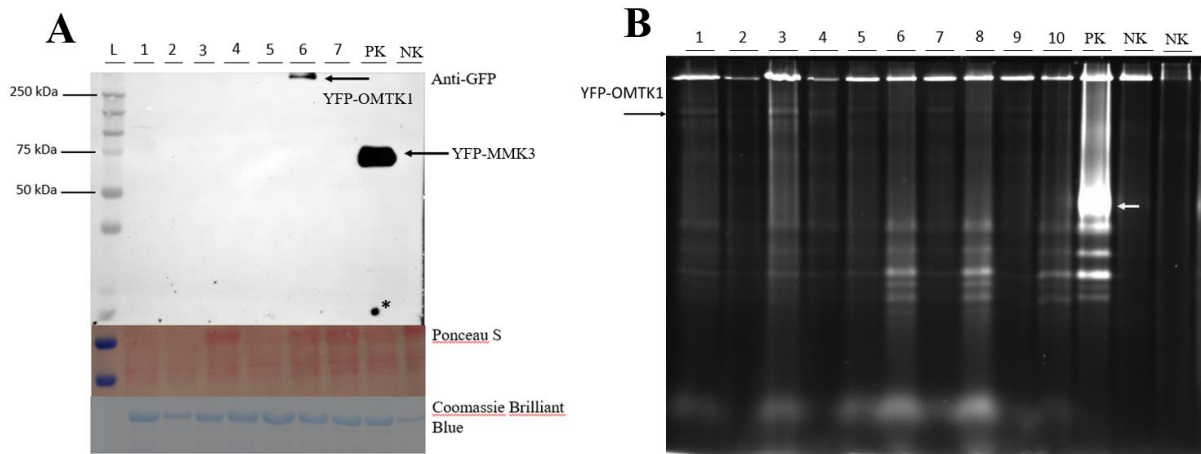 A
L 1 2 3 4 5 6 7 PK NK
Anti-GFP
YFP-OMTK1
250 kDa
75 kDa
YFP-MMK3
50 kDa
*
Ponceau S
Coomassie Brilliant
Blue
B
1 2 3 4 5 6 7 8 9 10 PK NK NK
YFP-OMTK1